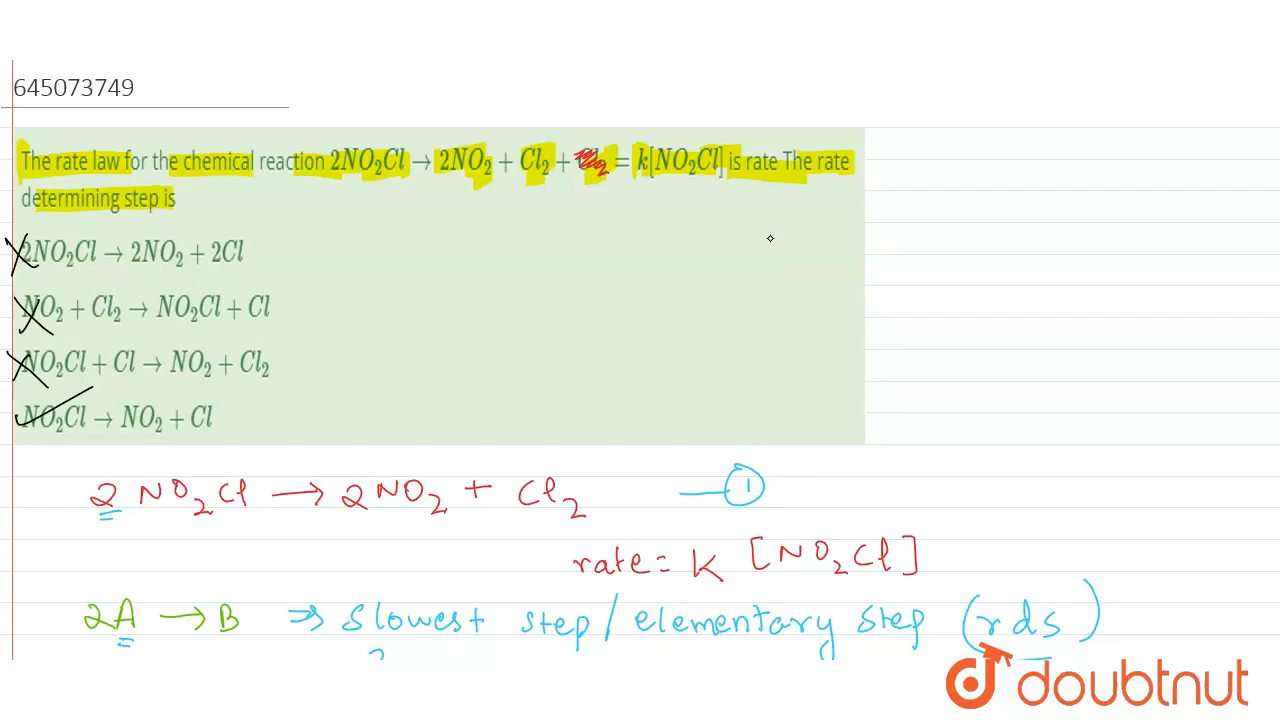 645073749
The rate law for the chemical reaction 2NO₂Cl → 2NO₂ + Cl₂ + = k[NO₂Cl] is rate The rate
determining step is
2NO₂Cl → 2NO₂ + 2Cl
NO₂ + Cl₂ → NO₂Cl + Cl
NO₂Cl + Cl → NO₂ + Cl₂
NO₂Cl → NO₂ + Cl
2 NO₂Cl → 2NO₂ + Cl₂ — 1
rate = K [NO₂Cl]
2A → B ⇒ Slowest step / elementary step (rds)
doubtnut